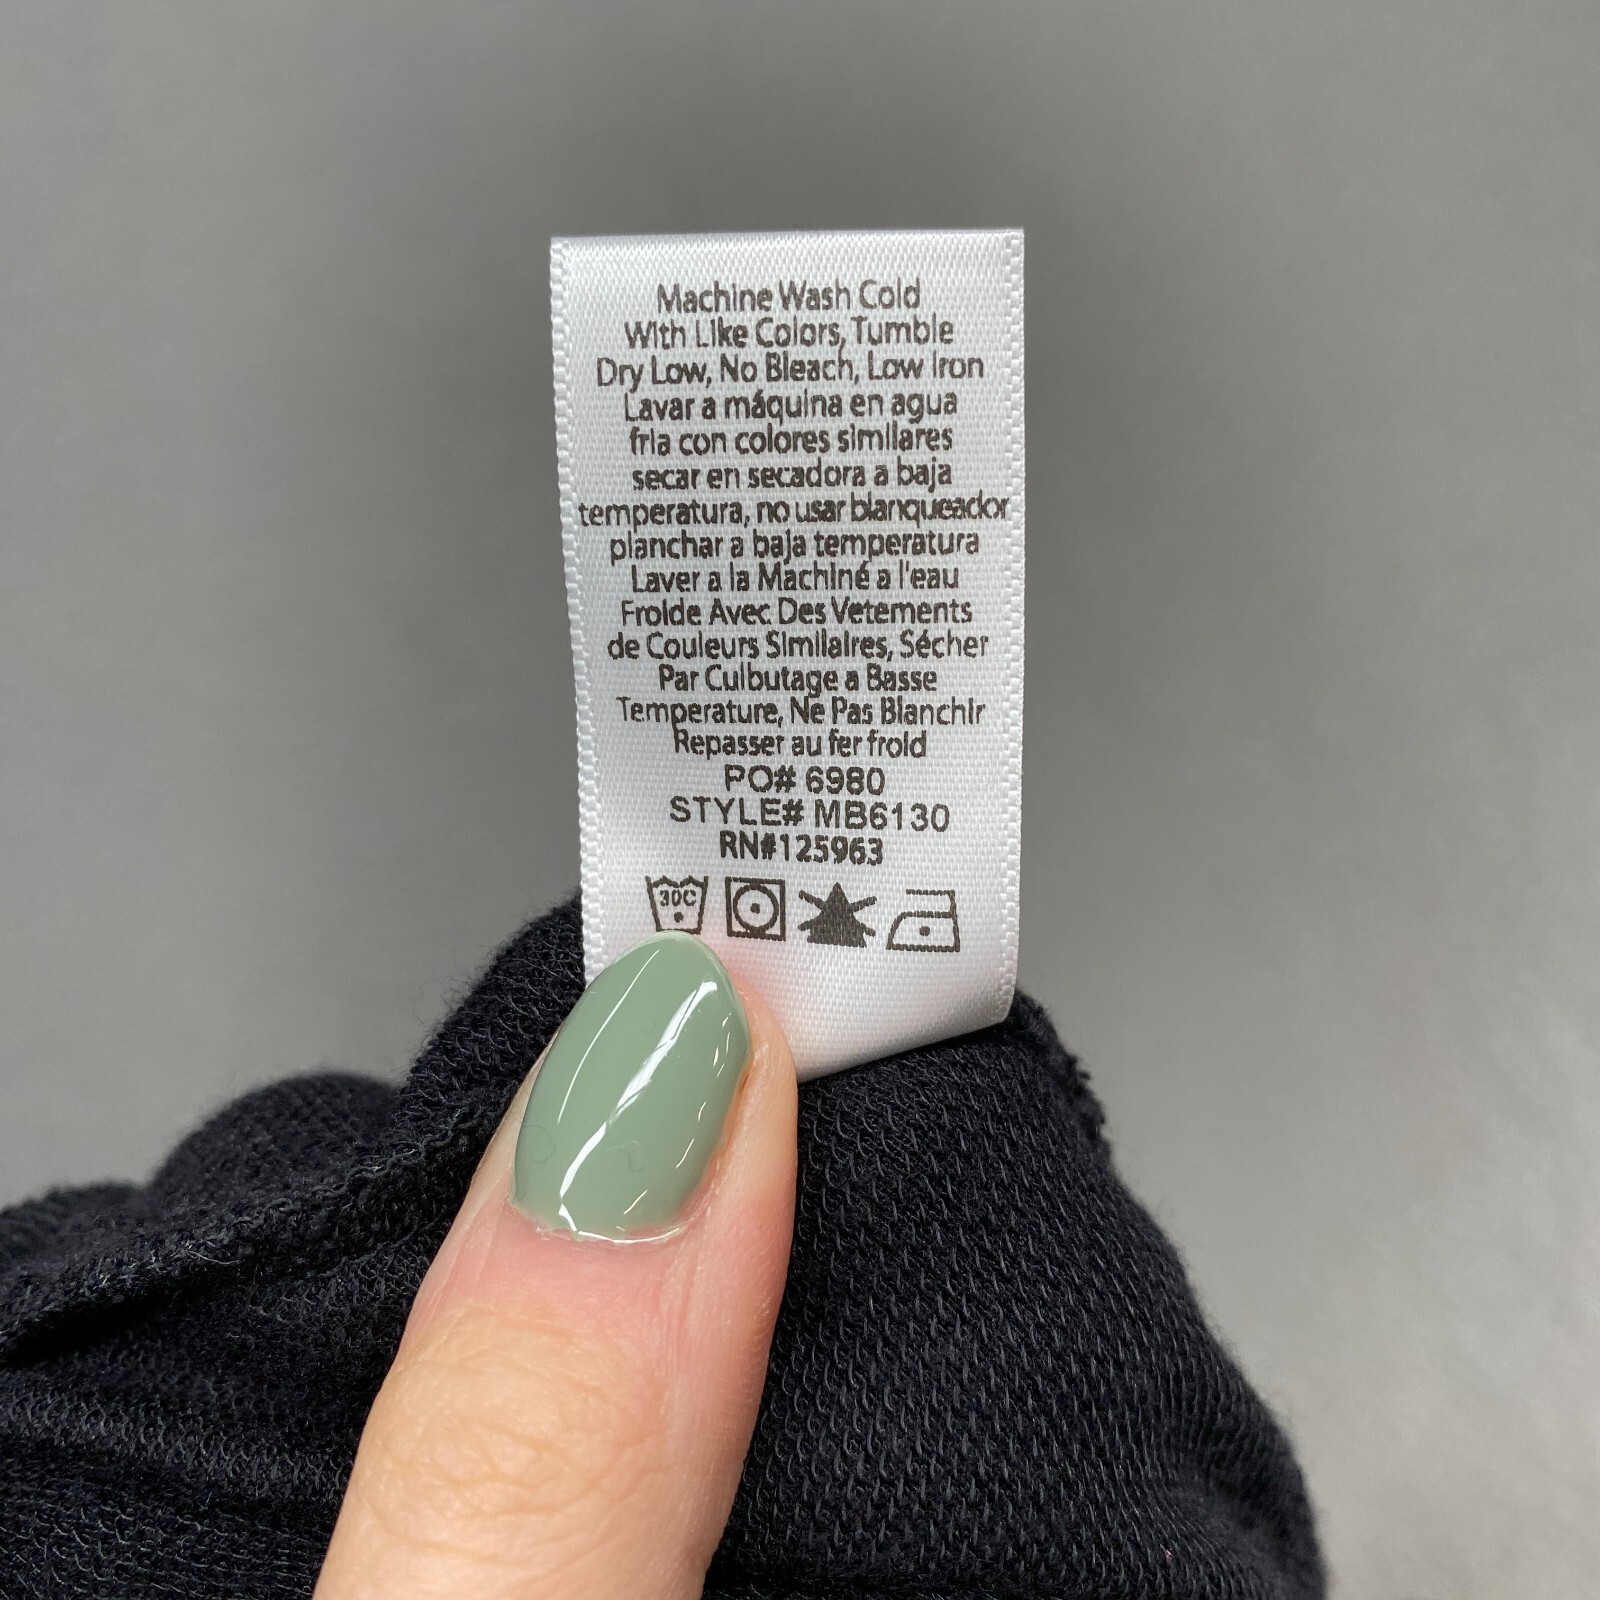 Machine Wash Cold
With Like Colors, Tumble
Dry Low, No Bleach, Low Iron
Lavar a máquina en agua
fria con colores similares
secar en secadora a baja
temperatura, no usar blanqueador
planchar a baja temperatura
Laver a la Machiné a l'eau
Froide Avec Des Vetements
de Couleurs Similaires, Sécher
Par Culbutage a Basse
Temperature, Ne Pas Blanchir
Repasser au fer froid
PO# 6980
STYLE# MB6130
RN#125963
30C